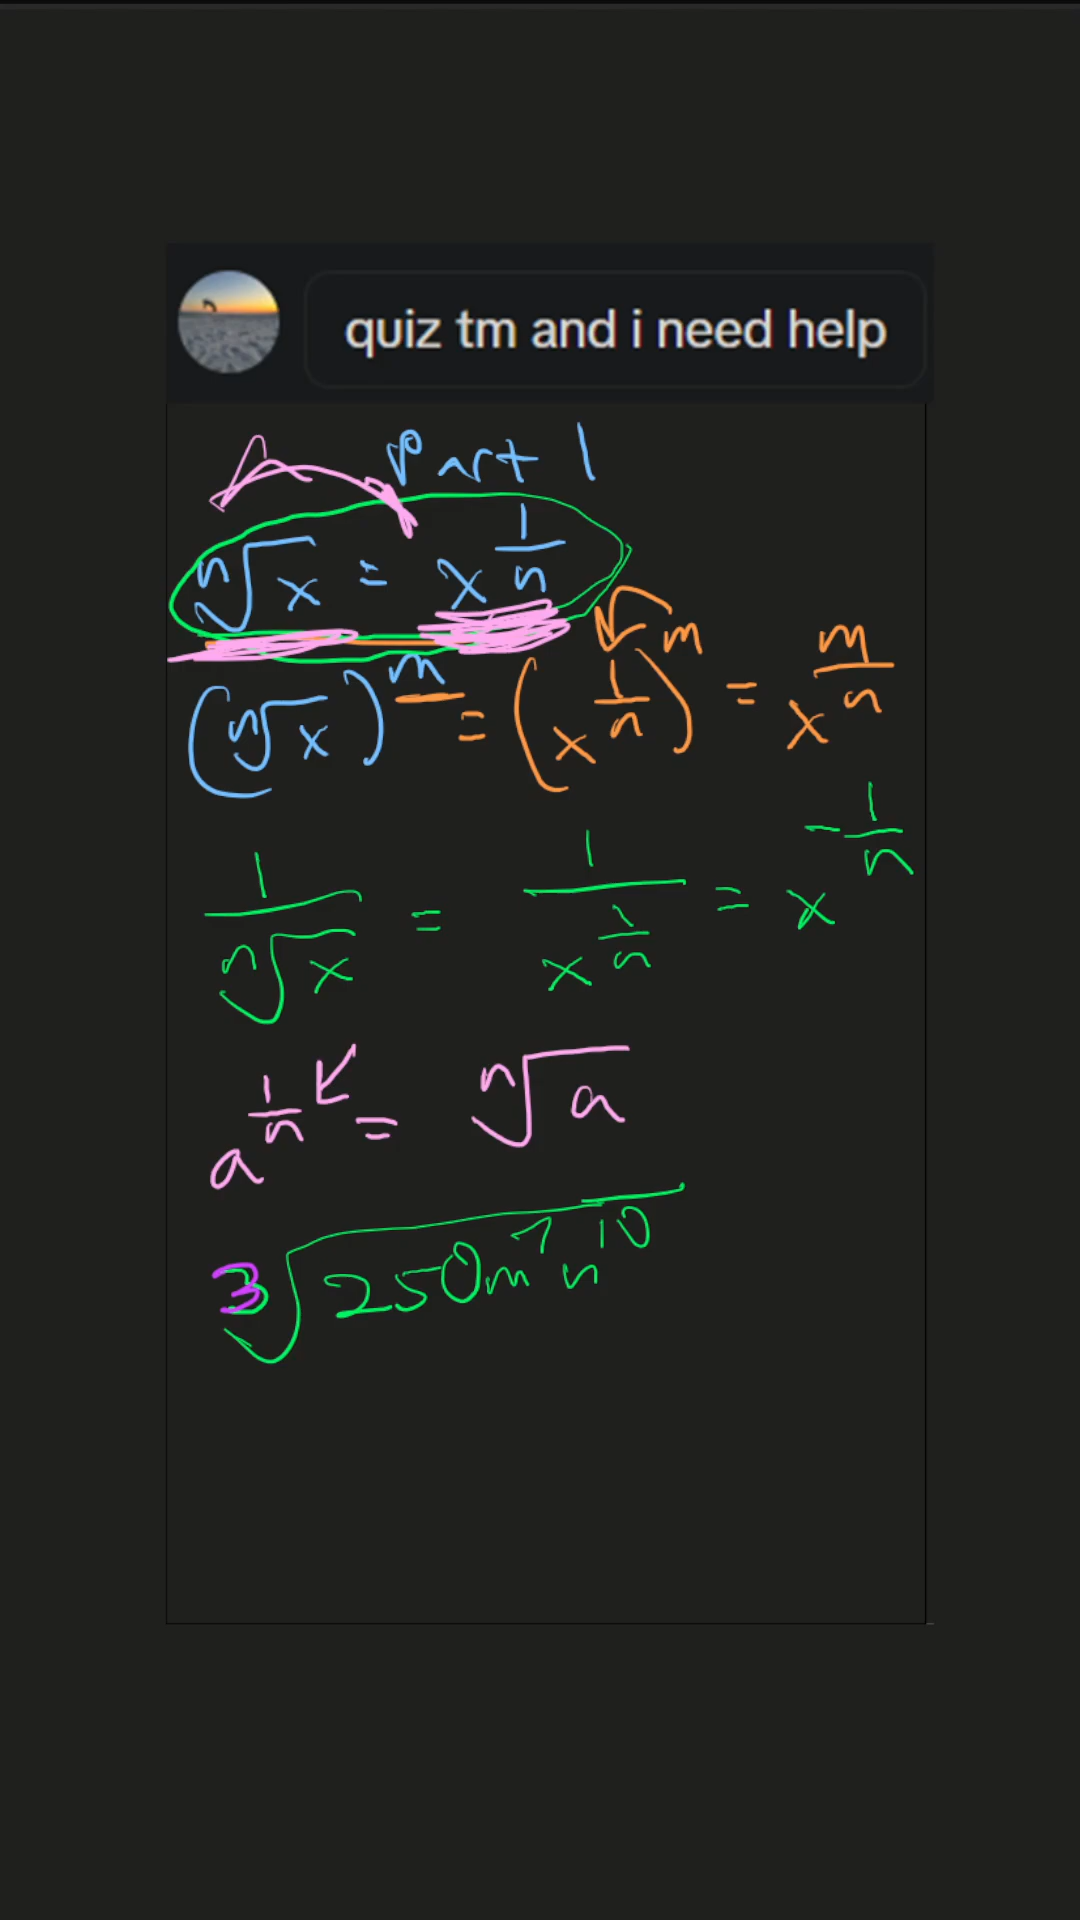 quiz tm and i need help
Part 1
ⁿ√x = x^(1/n)
(ⁿ√x)^m = (x^(1/n))^m = x^(m/n)
1/ⁿ√x = 1/x^(1/n) = x^(-1/n)
a^(1/n) = ⁿ√a
³√250m⁷n¹⁰